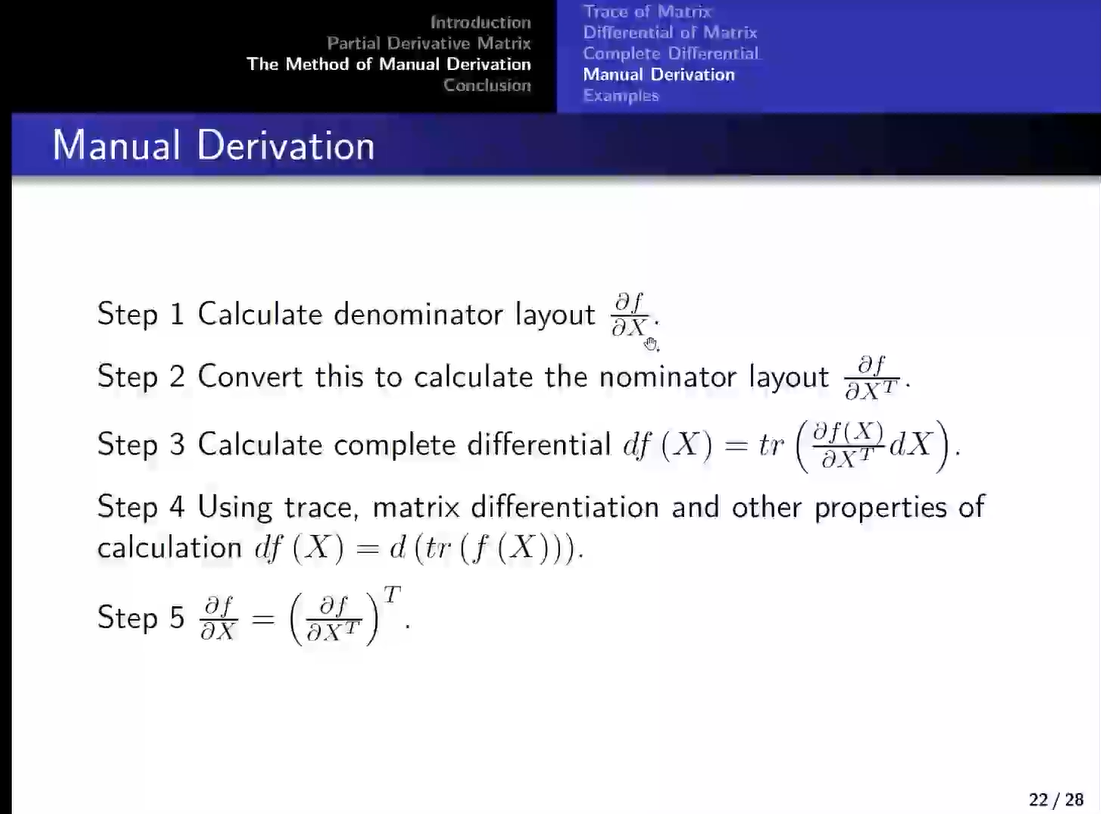 Introduction
Partial Derivative Matrix
The Method of Manual Derivation
Conclusion
Trace of Matrix
Differential of Matrix
Complete Differential
Manual Derivation
Examples
Manual Derivation
Step 1 Calculate denominator layout $\frac{\partial f}{\partial X}$.
Step 2 Convert this to calculate the nominator layout $\frac{\partial f}{\partial X^T}$.
Step 3 Calculate complete differential $df(X) = tr\left(\frac{\partial f(X)}{\partial X^T} dX\right)$.
Step 4 Using trace, matrix differentiation and other properties of
calculation $df(X) = d(tr(f(X)))$.
Step 5 $\frac{\partial f}{\partial X} = \left(\frac{\partial f}{\partial X^T}\right)^T$.
22 / 28